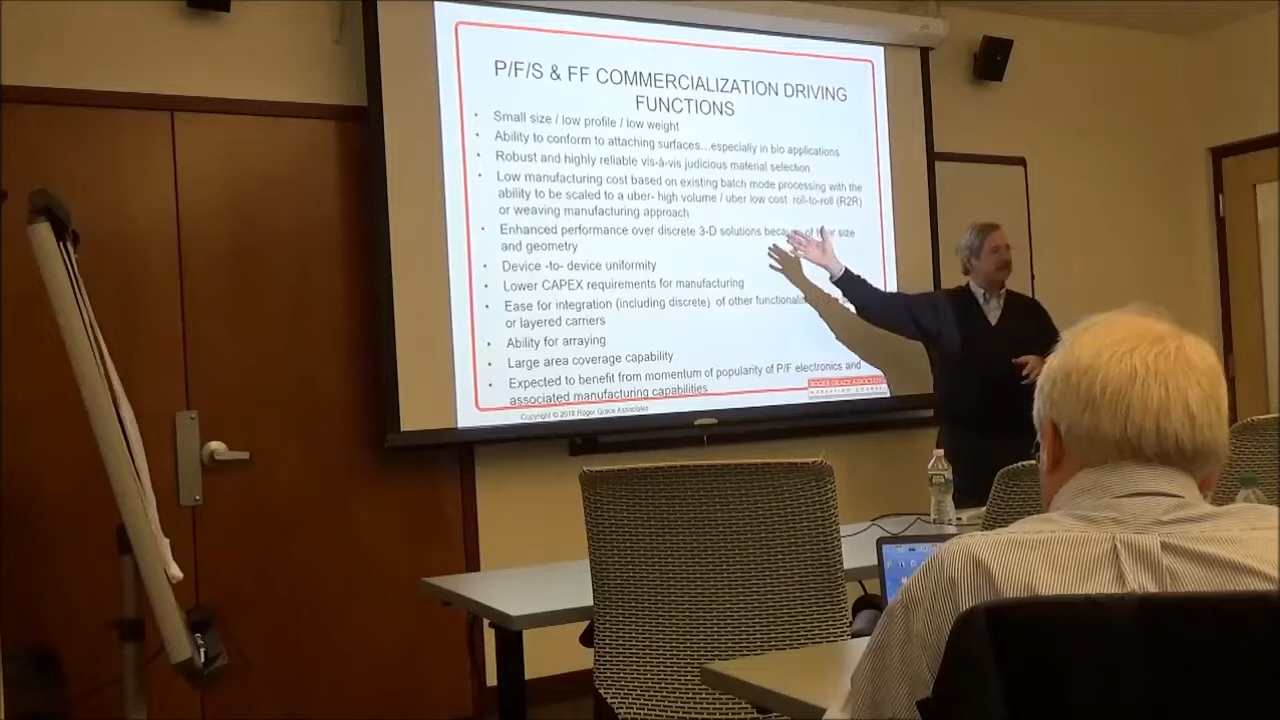 P/F/S & FF COMMERCIALIZATION DRIVING
FUNCTIONS
• Small size / low profile / low weight
• Ability to conform to attaching surfaces…especially in bio applications
• Robust and highly reliable vis-à-vis judicious material selection
• Low manufacturing cost based on existing batch mode processing with the
ability to be scaled to a uber- high volume / uber low cost roll-to-roll (R2R)
or weaving manufacturing approach
• Enhanced performance over discrete 3-D solutions because of their size
and geometry
• Device -to- device uniformity
• Lower CAPEX requirements for manufacturing
• Ease for integration (including discrete) of other
or layered carriers
• Ability for arraying
• Large area coverage capability
• Expected to benefit from momentum of popularity of P/F electronics and
associated manufacturing capabilities
ROGER GRACE ASSOCIATES
MARKETING COUNSEL
Copyright © 2018 Roger Grace Associates